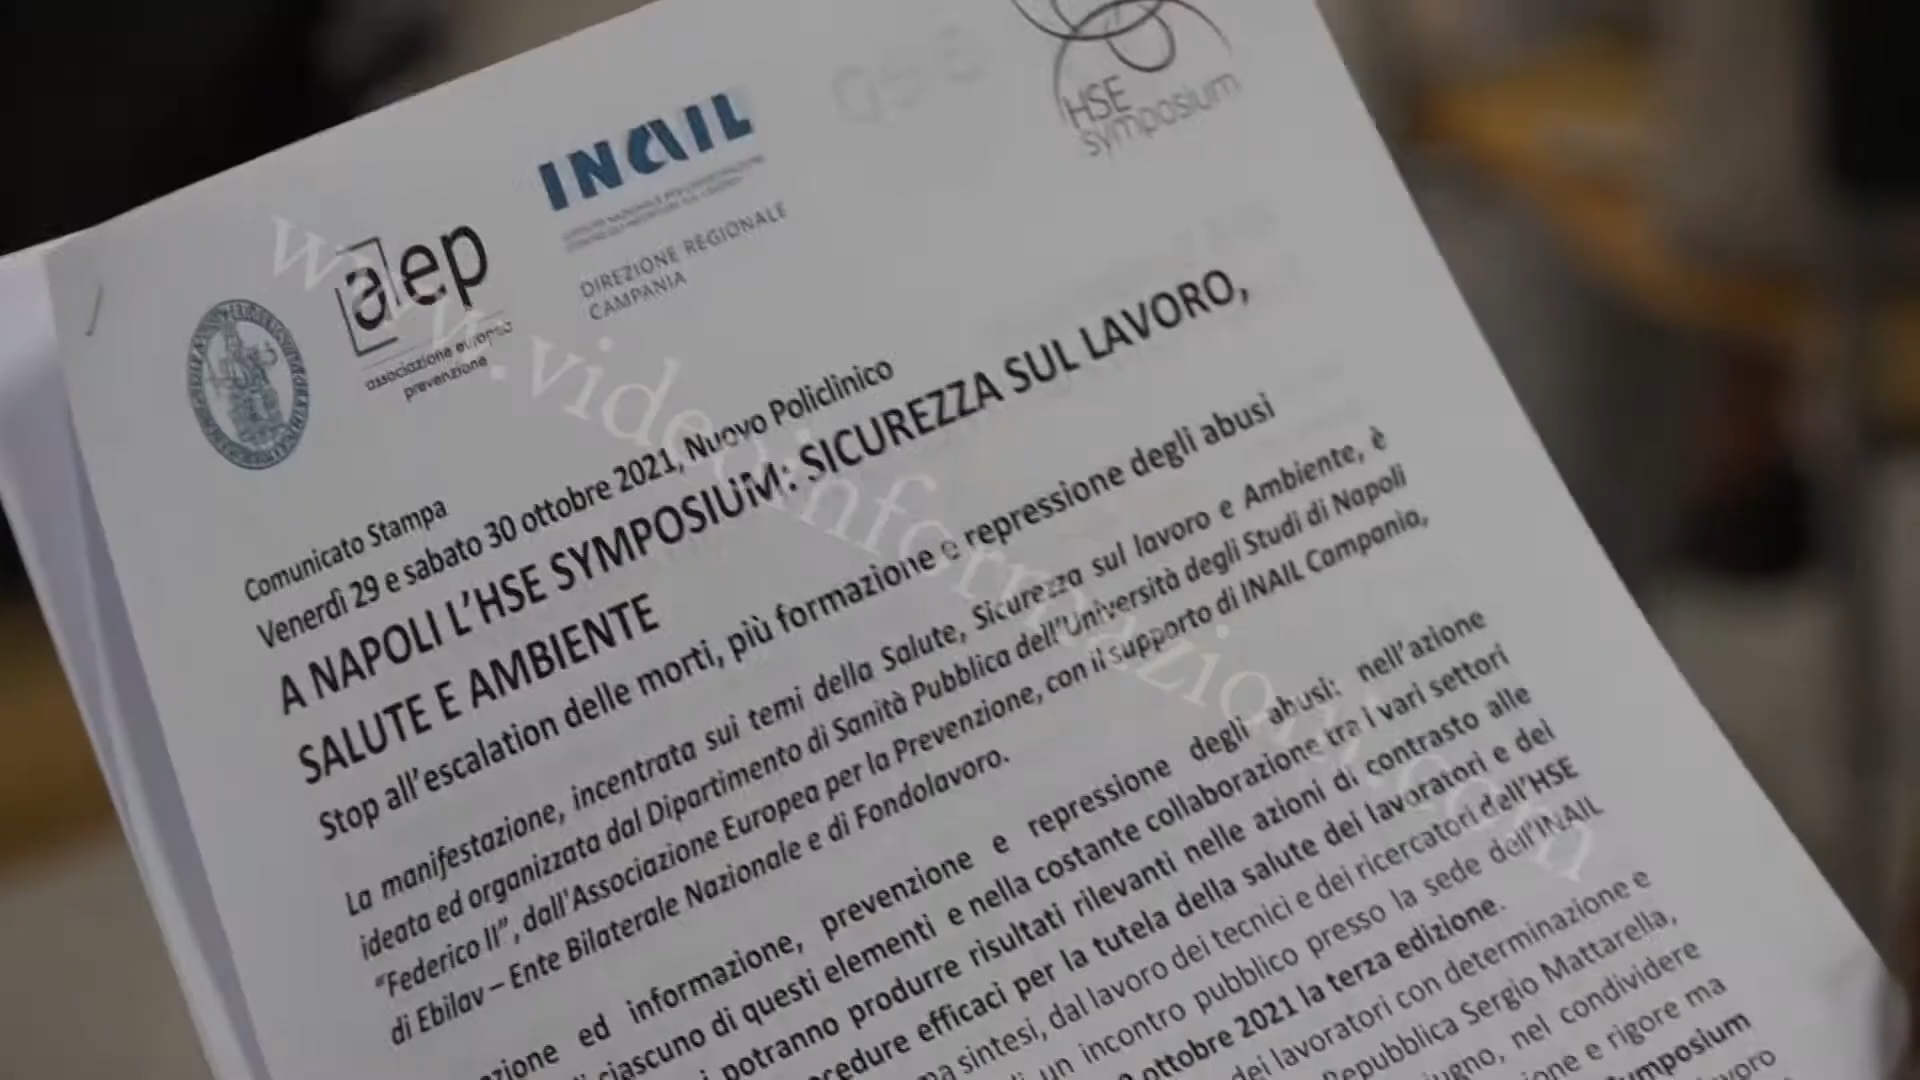 INAIL
DIREZIONE REGIONALE
CAMPANIA
HSE
symposium
aep
associazione europea
prevenzione
Comunicato Stampa
Venerdì 29 e sabato 30 ottobre 2021, Nuovo Policlinico
A NAPOLI L'HSE SYMPOSIUM: SICUREZZA SUL LAVORO,
SALUTE E AMBIENTE
Stop all'escalation delle morti, più formazione e repressione degli abusi
La manifestazione, incentrata sui temi della Salute, Sicurezza sul lavoro e Ambiente, è
ideata ed organizzata dal Dipartimento di Sanità Pubblica dell'Università degli Studi di Napoli
"Federico II", dall'Associazione Europea per la Prevenzione, con il supporto di INAIL Campania,
di Ebilav – Ente Bilaterale Nazionale e di Fondolavoro.
ed informazione, prevenzione e repressione degli abusi: nell'azione
di questi elementi e nella costante collaborazione tra i vari settori
potranno produrre risultati rilevanti nelle azioni di contrasto alle
efficaci per la tutela della salute dei lavoratori e dei
sintesi, dal lavoro dei tecnici e dei ricercatori dell'HSE
un incontro pubblico presso la sede dell'INAIL
ottobre 2021 la terza edizione.
dei lavoratori con determinazione e
Repubblica Sergio Mattarella,
nel condividere
e rigore ma
www.videoinformazioni.com